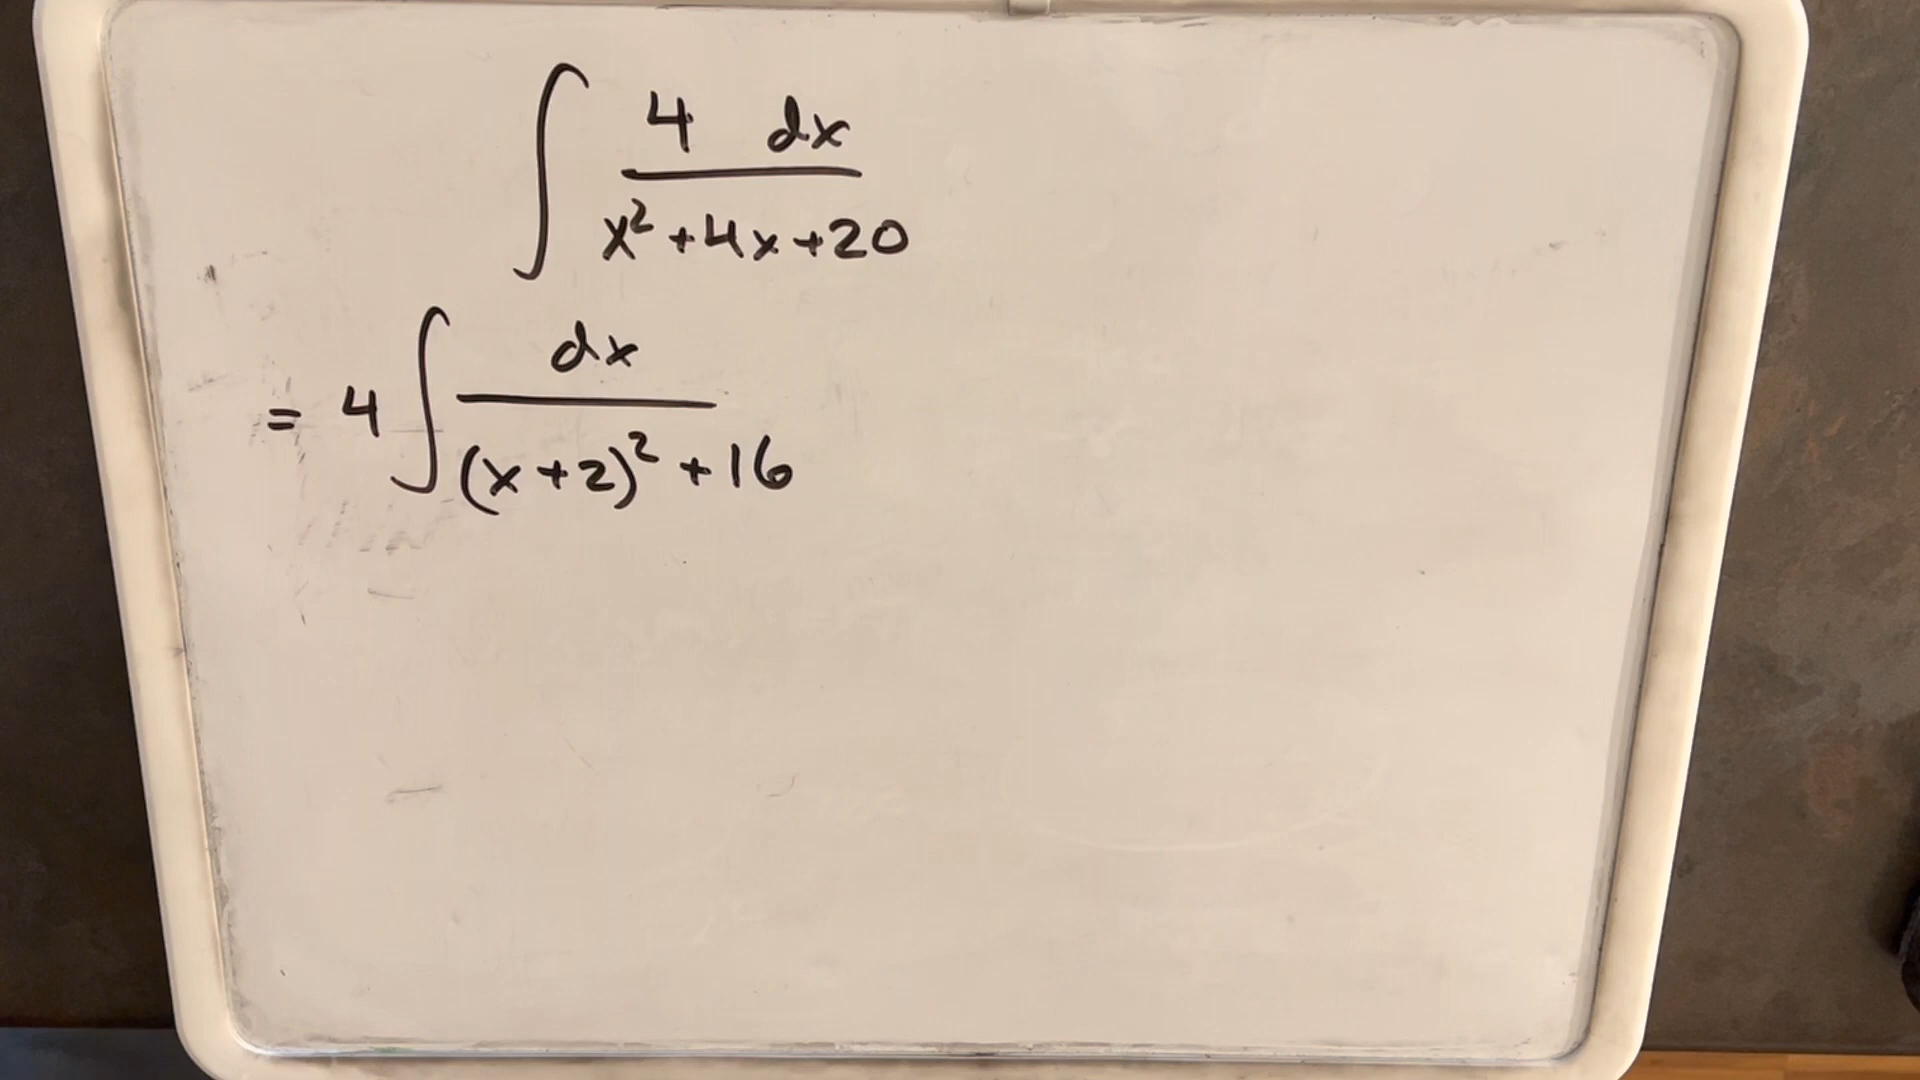 ∫ 4 dx / (x² + 4x + 20)
= 4 ∫ dx / ((x + 2)² + 16)